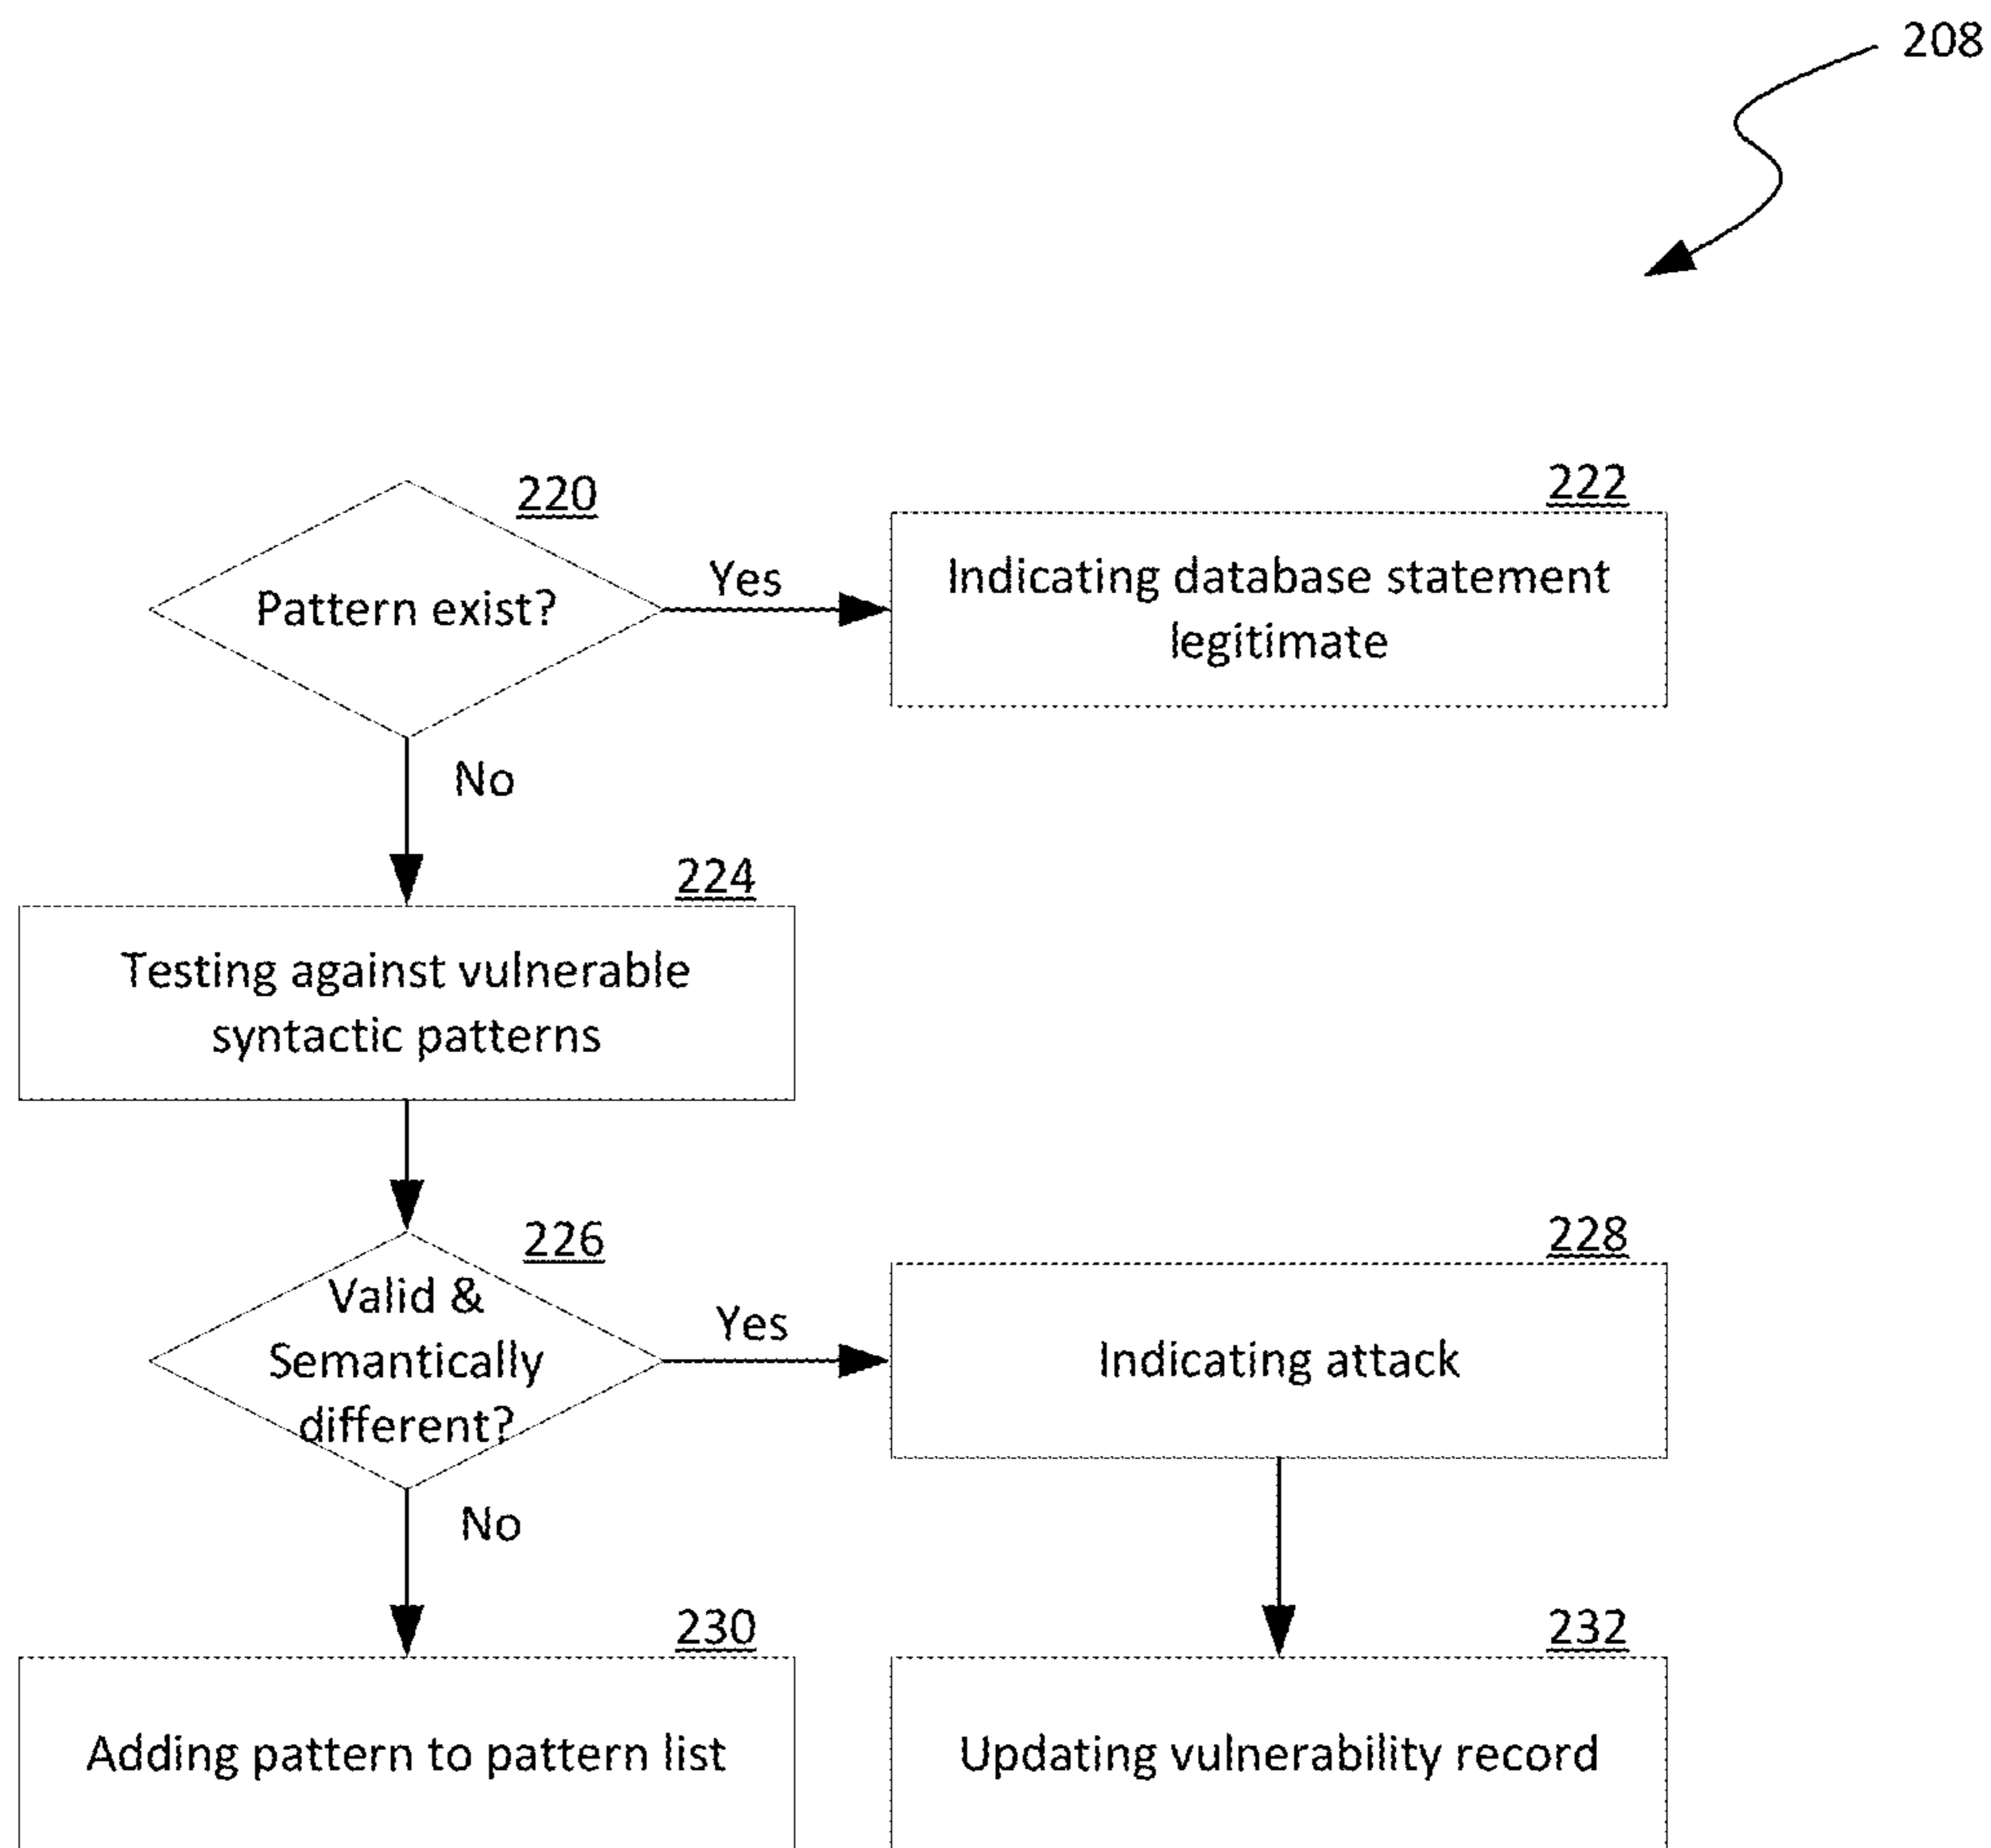 208
220
Pattern exist?
Yes
222
Indicating database statement
legitimate
No
224
Testing against vulnerable
syntactic patterns
226
Valid &
Semantically
different?
Yes
228
Indicating attack
No
230
Adding pattern to pattern list
232
Updating vulnerability record